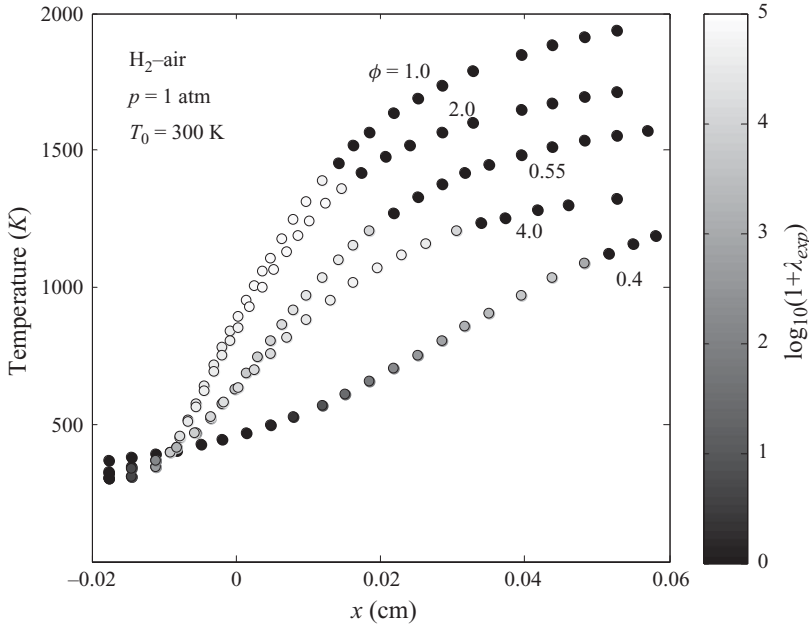 2000
1500
1000
500
Temperature (K)
H2–air
p = 1 atm
T0 = 300 K
ϕ = 1.0
2.0
0.55
4.0
0.4
–0.02
0
0.02
0.04
0.06
x (cm)
5
4
3
2
1
0
log10(1+λexp)